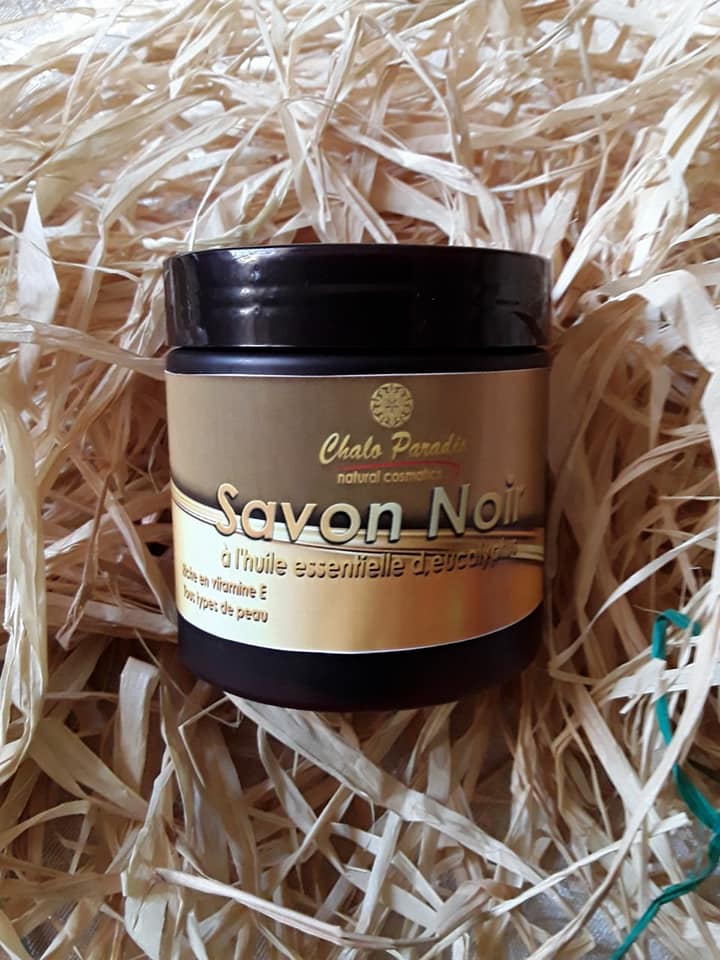 Chalo Paradis
natural cosmetics
Savon Noir
à l'huile essentielle d'eucalyptus
Riche en vitamine E
Tous types de peau